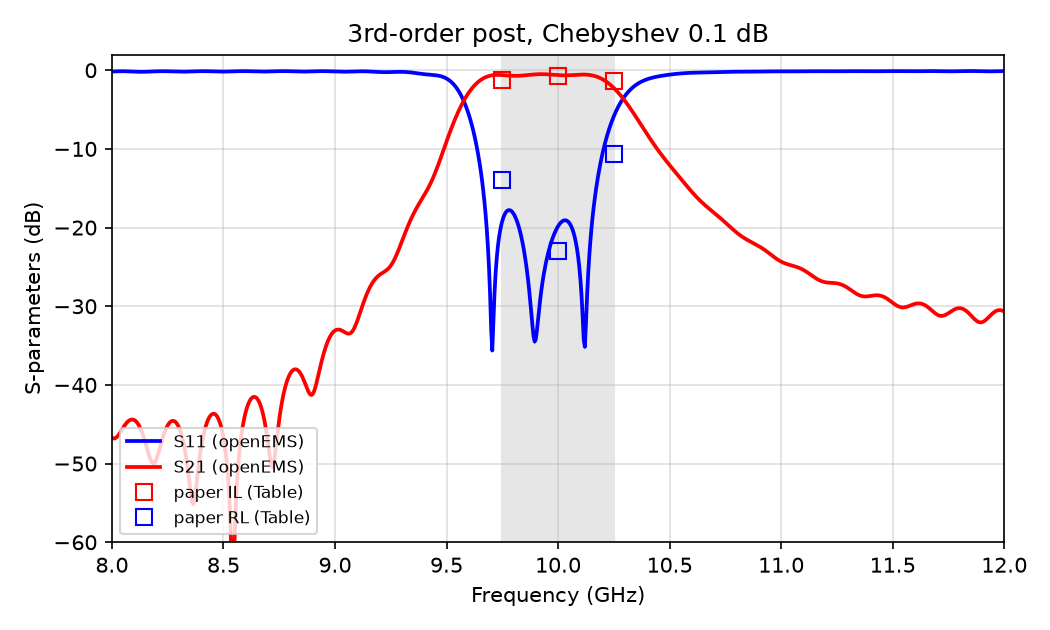 3rd-order post, Chebyshev 0.1 dB
S-parameters (dB)
0
−10
−20
−30
−40
−50
−60
S11 (openEMS)
S21 (openEMS)
paper IL (Table)
paper RL (Table)
8.0 8.5 9.0 9.5 10.0 10.5 11.0 11.5 12.0
Frequency (GHz)